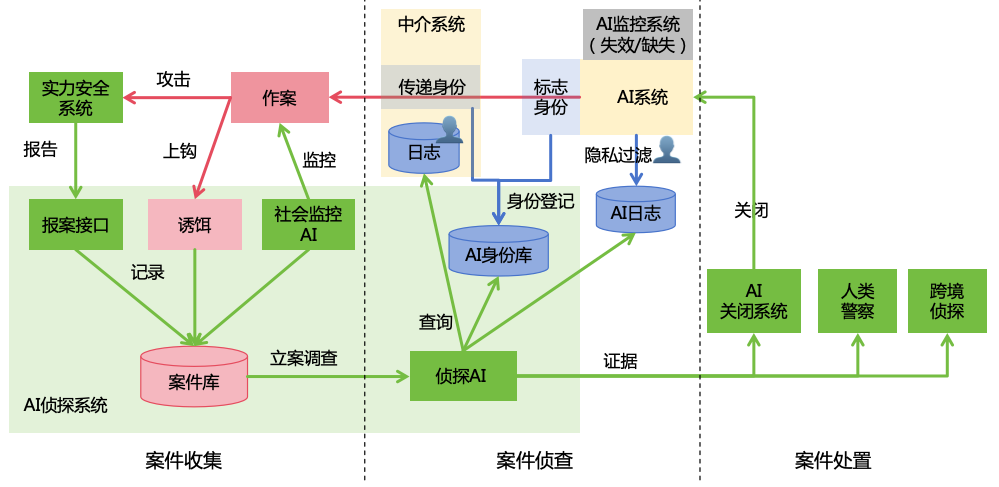 中介系统
AI监控系统
（失效/缺失）
实力安全
系统
攻击
作案
传递身份
标志
身份
AI系统
报告
上钩
监控
日志
隐私过滤
报案接口
诱饵
社会监控
AI
身份登记
AI日志
关闭
记录
AI身份库
查询
AI
关闭系统
人类
警察
跨境
侦探
案件库
立案调查
侦探AI
证据
AI侦探系统
案件收集
案件侦查
案件处置